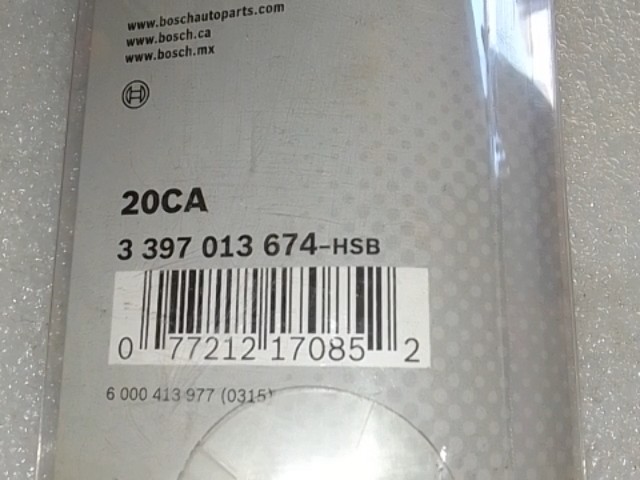 www.boschautoparts.com
www.bosch.ca
www.bosch.mx
20CA
3 397 013 674-HSB
0 77212 17085 2
6 000 413 977 (0315)